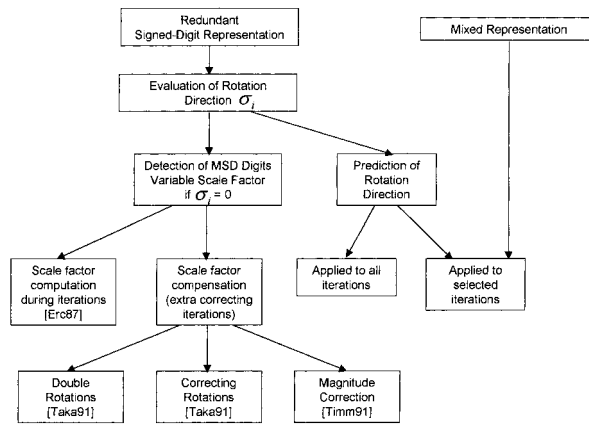 Redundant
Signed-Digit Representation
Mixed Representation
Evaluation of Rotation
Direction σi
Detection of MSD Digits
Variable Scale Factor
if σi = 0
Prediction of
Rotation
Direction
Scale factor
computation
during iterations
[Erc87]
Scale factor
compensation
(extra correcting
iterations)
Applied to all
iterations
Applied to
selected
iterations
Double
Rotations
[Taka91]
Correcting
Rotations
[Taka91]
Magnitude
Correction
[Timm91]